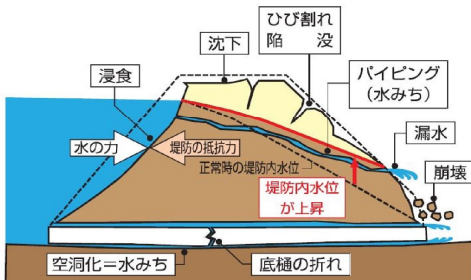 ひび割れ
陥 没
沈下
浸食
パイピング
(水みち)
漏水
水の力
堤防の抵抗力
正常時の堤防内水位
崩壊
堤防内水位
が上昇
空洞化=水みち
底樋の折れ